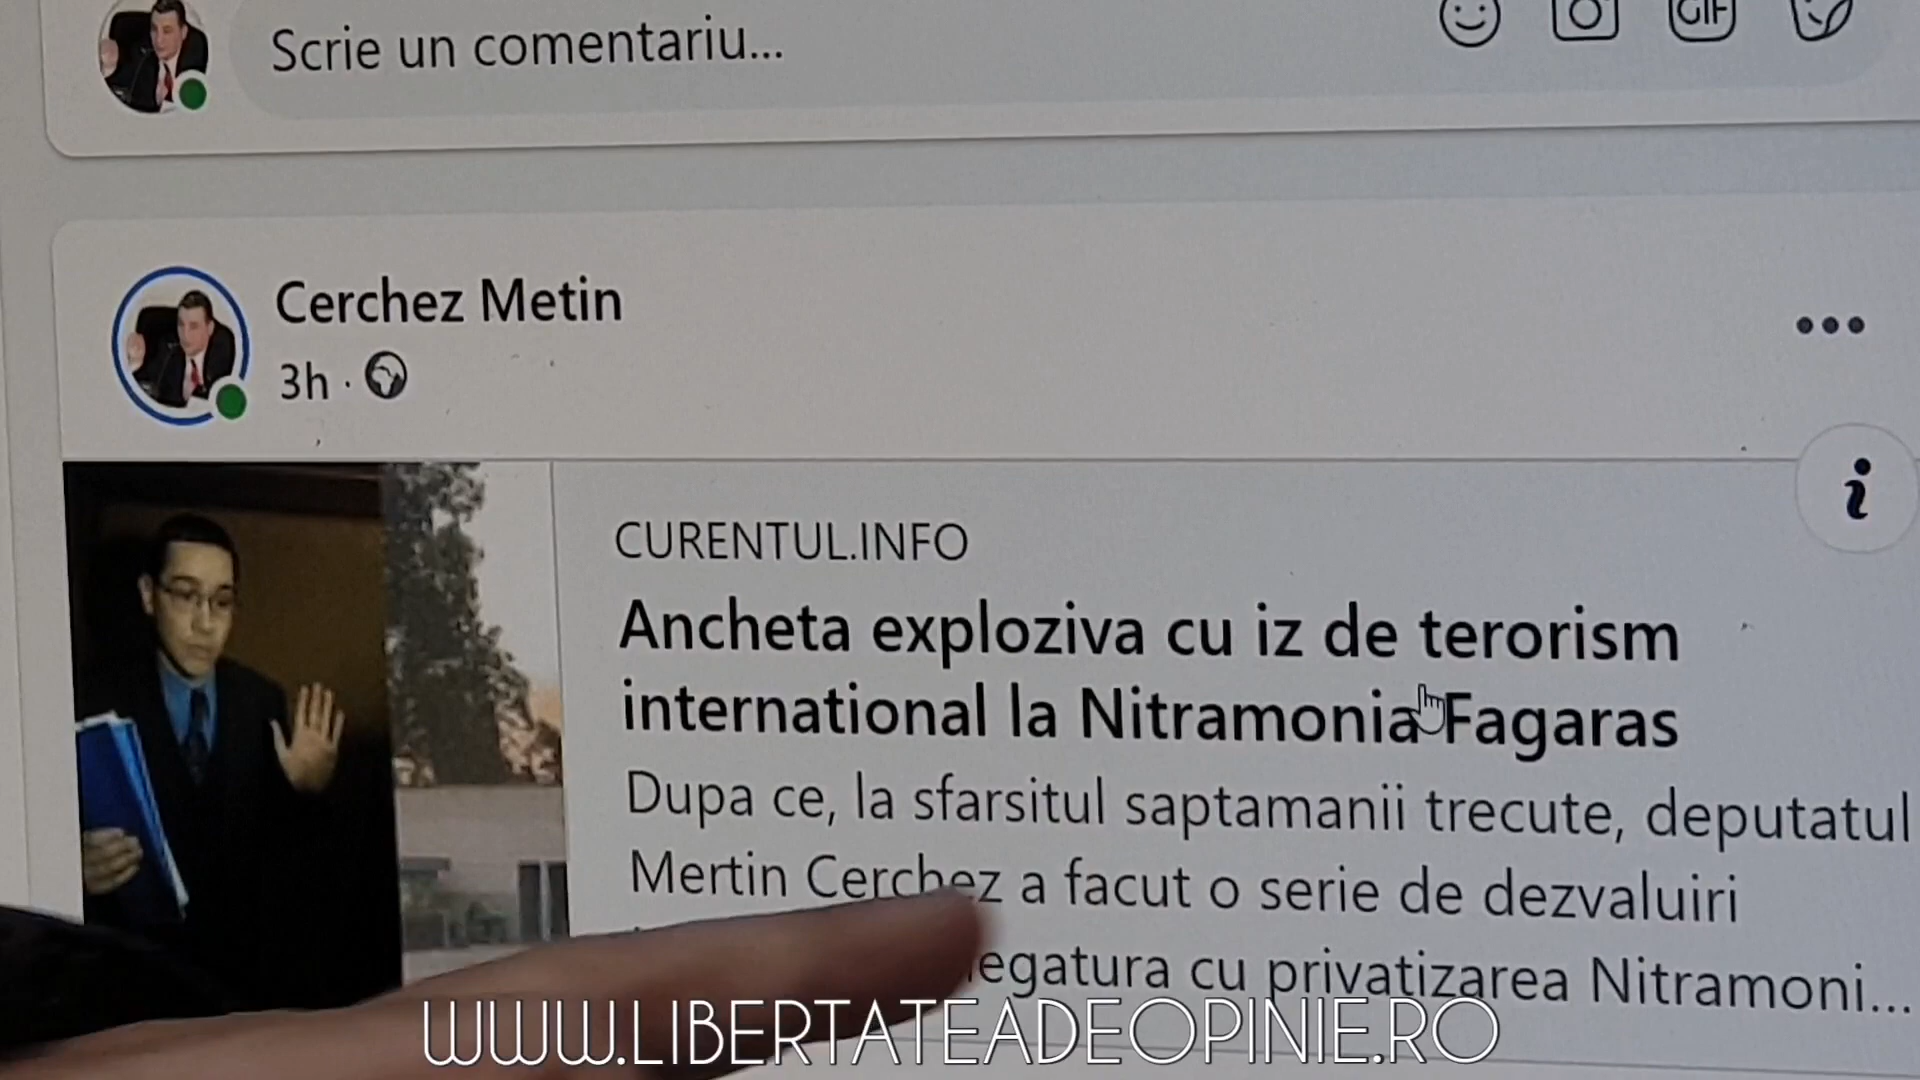 Scrie un comentariu...
GIF
Cerchez Metin
3h ·
CURENTUL.INFO
Ancheta exploziva cu iz de terorism
international la Nitramonia Fagaras
Dupa ce, la sfarsitul saptamanii trecute, deputatul
Mertin Cerchez a facut o serie de dezvaluiri
cu privatizarea Nitramoni...
WWW.LIBERTATEADEOPINIE.RO